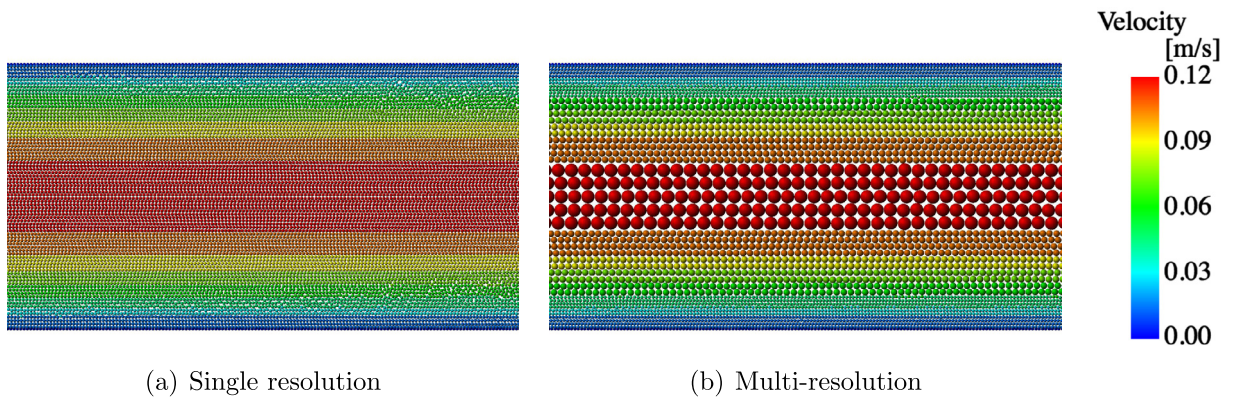 Velocity
[m/s]
0.12
0.09
0.06
0.03
0.00
(a) Single resolution
(b) Multi-resolution